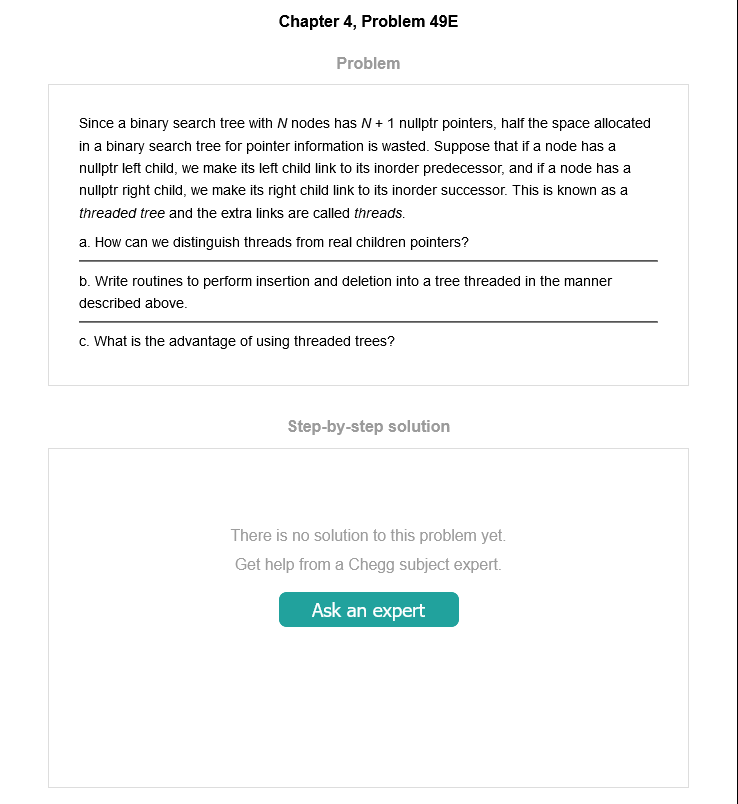 Chapter 4, Problem 49E
Problem
Since a binary search tree with N nodes has N + 1 nullptr pointers, half the space allocated
in a binary search tree for pointer information is wasted. Suppose that if a node has a
nullptr left child, we make its left child link to its inorder predecessor, and if a node has a
nullptr right child, we make its right child link to its inorder successor. This is known as a
threaded tree and the extra links are called threads.
a. How can we distinguish threads from real children pointers?
b. Write routines to perform insertion and deletion into a tree threaded in the manner
described above.
c. What is the advantage of using threaded trees?
Step-by-step solution
There is no solution to this problem yet.
Get help from a Chegg subject expert.
Ask an expert